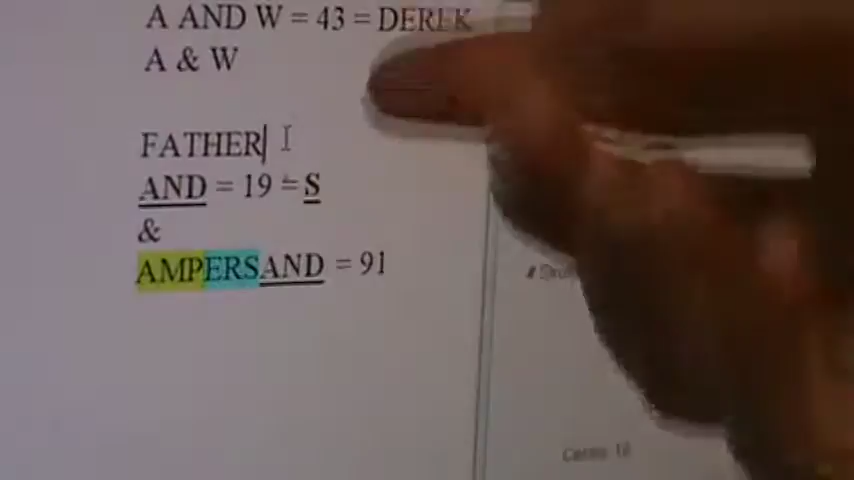 A AND W = 43 = DEREK
A & W
FATHER
AND = 19 = S
&
AMPERSAND = 91